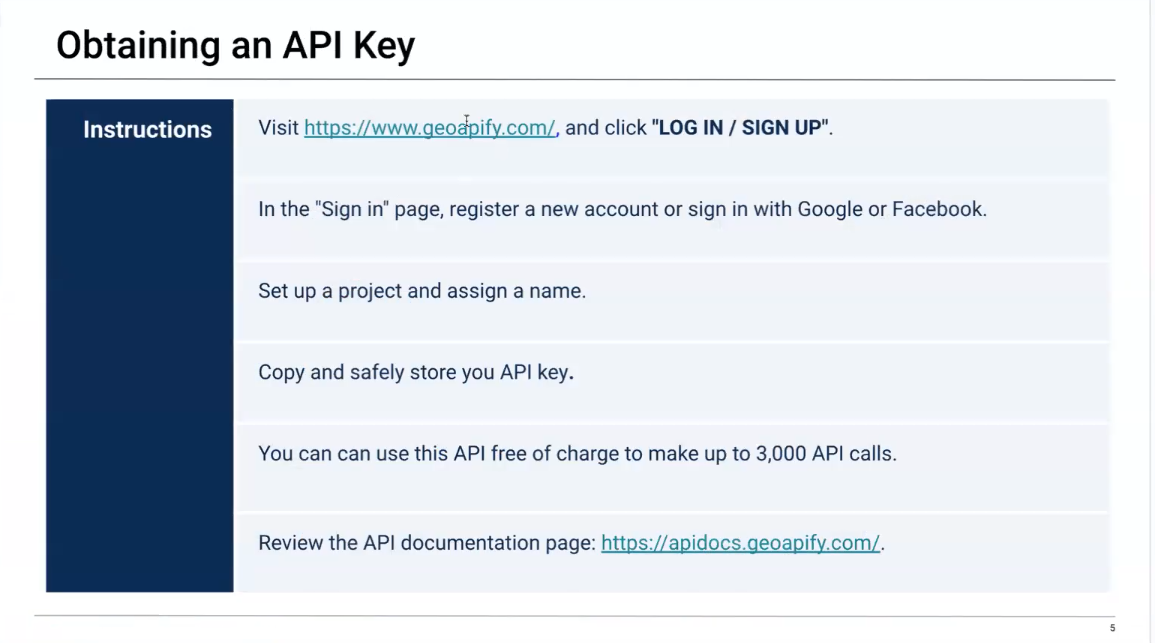 Obtaining an API Key
Instructions
Visit https://www.geoapify.com/, and click "LOG IN / SIGN UP".
In the "Sign in" page, register a new account or sign in with Google or Facebook.
Set up a project and assign a name.
Copy and safely store you API key.
You can can use this API free of charge to make up to 3,000 API calls.
Review the API documentation page: https://apidocs.geoapify.com/.
5